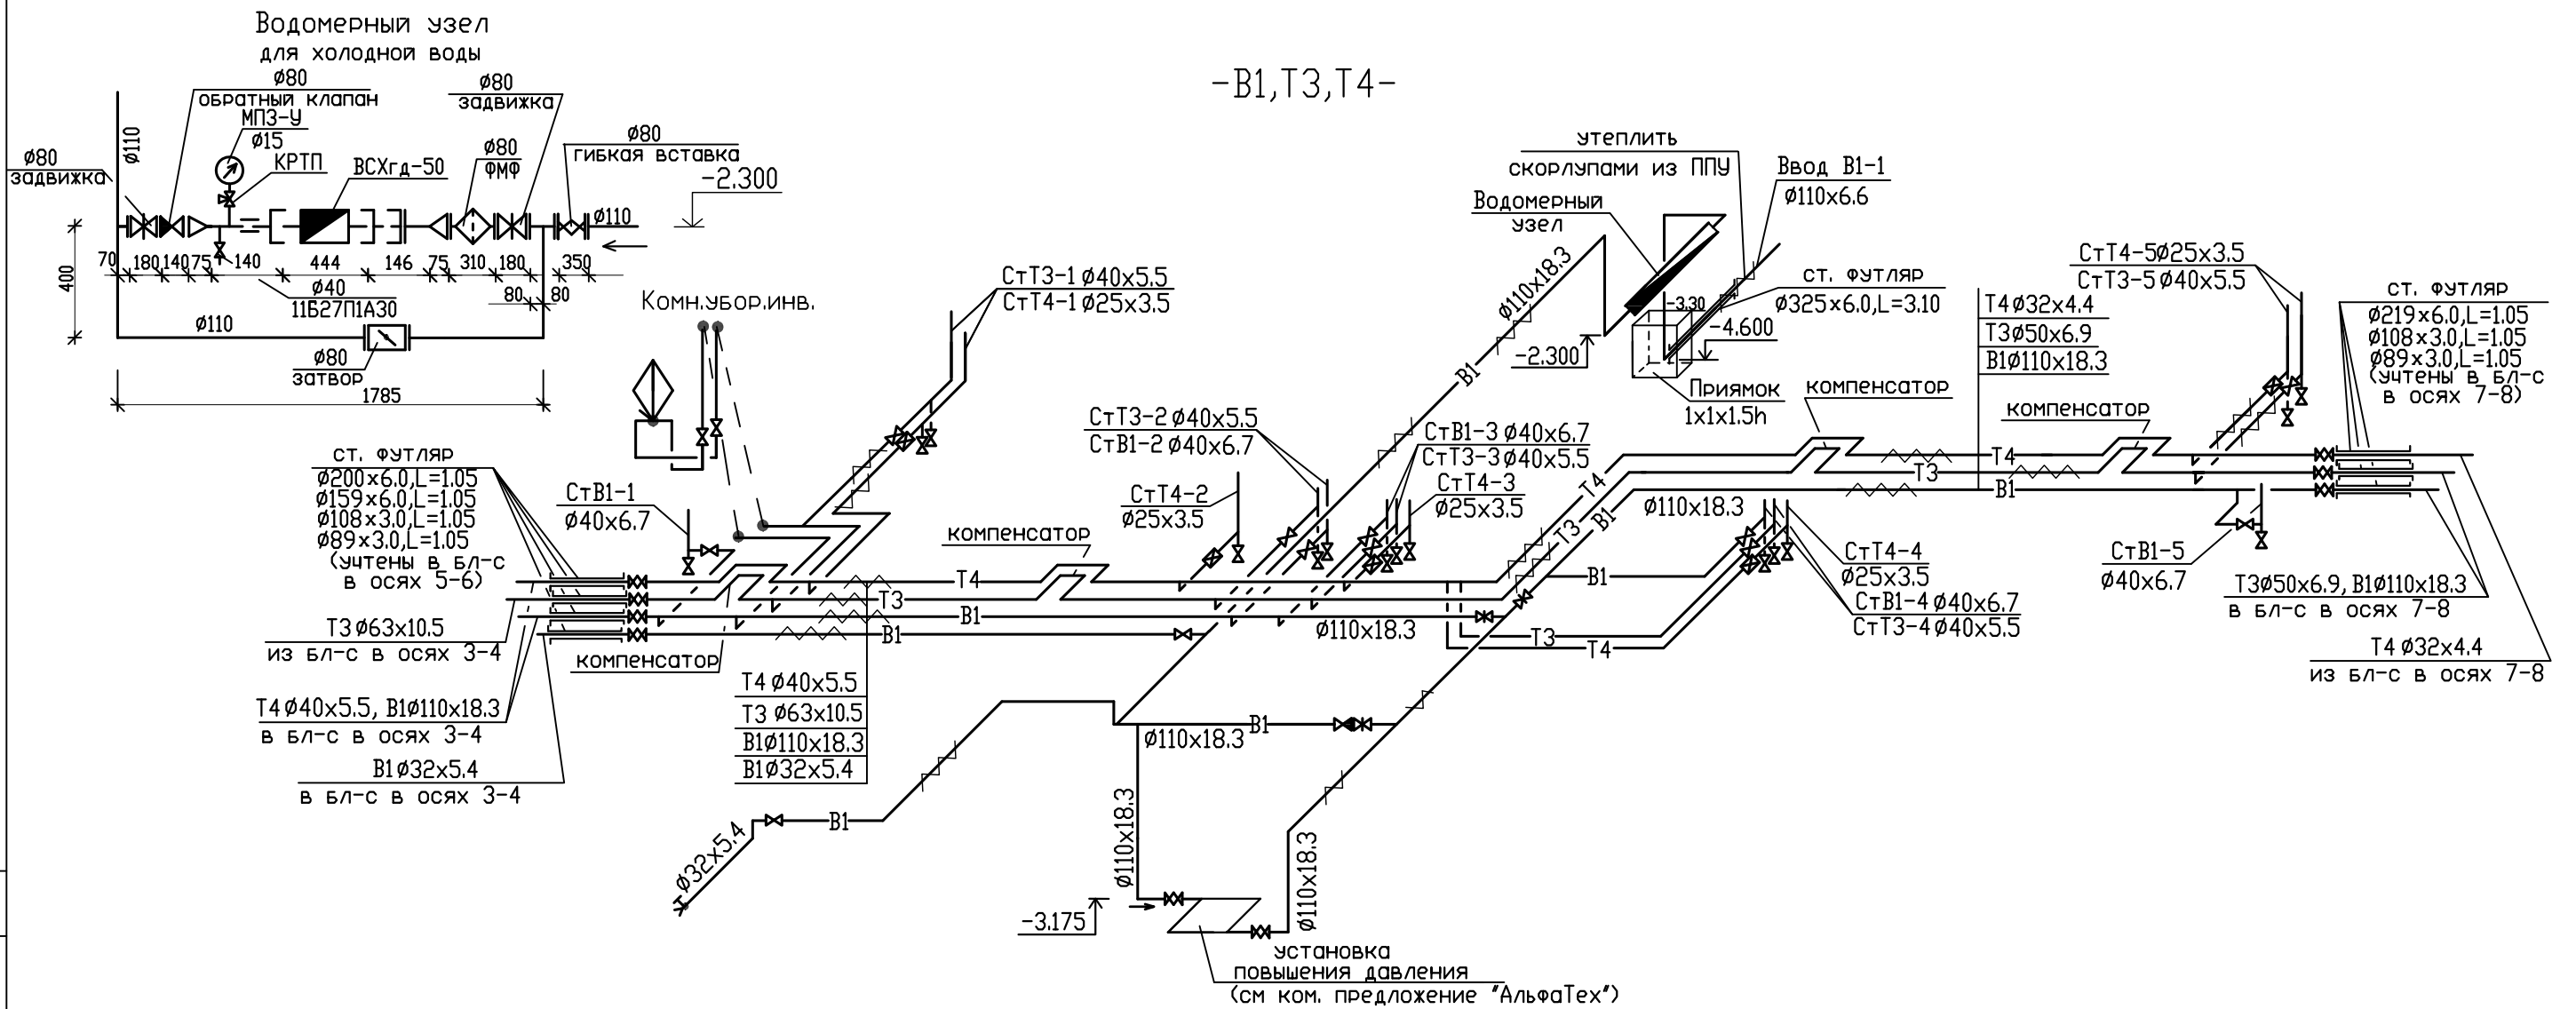 Водомерный узел
для холодной воды
ø80
обратный клапан
МПЗ-У
ø15
КРТП
ВСХгд-50
ø80
задвижка
ø80
ФМФ
ø80
гибкая вставка
ø110
ø80
задвижка
-2.300
ø110
70
180
140
75
140
444
146
75
310
180
350
400
ø40
11Б27П1А30
80
80
ø110
ø80
затвор
1785
-В1,Т3,Т4-
Комн.убор.инв.
СтТ3-1 ø40х5.5
СтТ4-1 ø25х3.5
утеплить
скорлупами из ППУ
Ввод В1-1
ø110х6.6
Водомерный
узел
ø110х18.3
В1
ст. футляр
ø325х6.0,L=3.10
-3.30
-4.600
-2.300
Приямок
1х1х1.5h
СтТ4-5ø25х3.5
СтТ3-5ø40х5.5
Т4 ø32х4.4
Т3ø50х6.9
В1ø110х18.3
ст. футляр
ø219х6.0,L=1.05
ø108х3.0,L=1.05
ø89х3.0,L=1.05
(учтены в бл-с
в осях 7-8)
компенсатор
компенсатор
СтТ3-2 ø40х5.5
СтВ1-2 ø40х6.7
СтВ1-3 ø40х6.7
СтТ3-3 ø40х5.5
СтТ4-3
ø25х3.5
СтТ4-2
ø25х3.5
ст. футляр
ø200х6.0,L=1.05
ø159х6.0,L=1.05
ø108х3.0,L=1.05
ø89х3.0,L=1.05
(учтены в бл-с
в осях 5-6)
СтВ1-1
ø40х6.7
компенсатор
Т4
Т3
В1
В1
ø110х18.3
Т4
Т3
В1
Т4
Т3
В1
ø110х18.3
СтТ4-4
ø25х3.5
СтВ1-4 ø40х6.7
СтТ3-4 ø40х5.5
В1
Т3
Т4
СтВ1-5
ø40х6.7
Т3ø50х6.9, В1ø110х18.3
в бл-с в осях 7-8
Т4 ø32х4.4
из бл-с в осях 7-8
Т3 ø63х10.5
из бл-с в осях 3-4
Т4 ø40х5.5, В1ø110х18.3
в бл-с в осях 3-4
В1 ø32х5.4
в бл-с в осях 3-4
компенсатор
Т4 ø40х5.5
Т3 ø63х10.5
В1ø110х18.3
В1ø32х5.4
В1
ø110х18.3
В1
ø32х5.4
ø110х18.3
ø110х18.3
-3.175
установка
повышения давления
(см ком. предложение "АльфаТех")